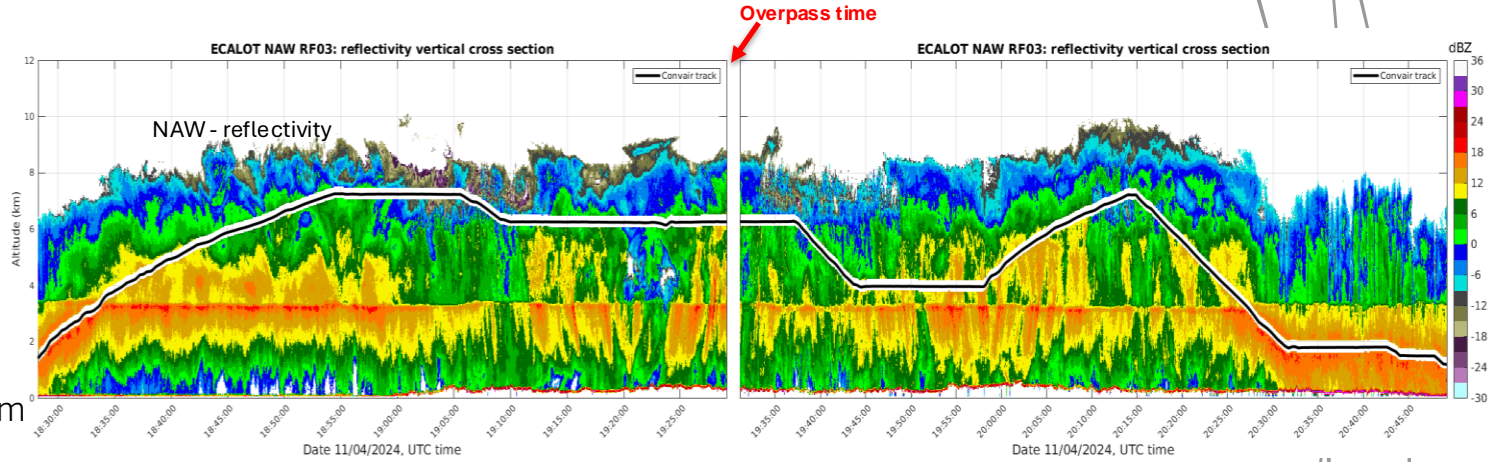 Overpass time
ECALOT NAW RF03: reflectivity vertical cross section
ECALOT NAW RF03: reflectivity vertical cross section
dBZ
Convair track
Convair track
NAW - reflectivity
Altitude (km)
12
10
8
6
4
2
0
36
30
24
18
12
6
0
-6
-12
-18
-24
-30
m
18:30:00 18:35:00 18:40:00 18:45:00 18:50:00 18:55:00 19:00:00 19:05:00 19:10:00 19:15:00 19:20:00 19:25:00
19:35:00 19:40:00 19:45:00 19:50:00 19:55:00 20:00:00 20:05:00 20:10:00 20:15:00 20:20:00 20:25:00 20:30:00 20:35:00 20:40:00 20:45:00
Date 11/04/2024, UTC time
Date 11/04/2024, UTC time